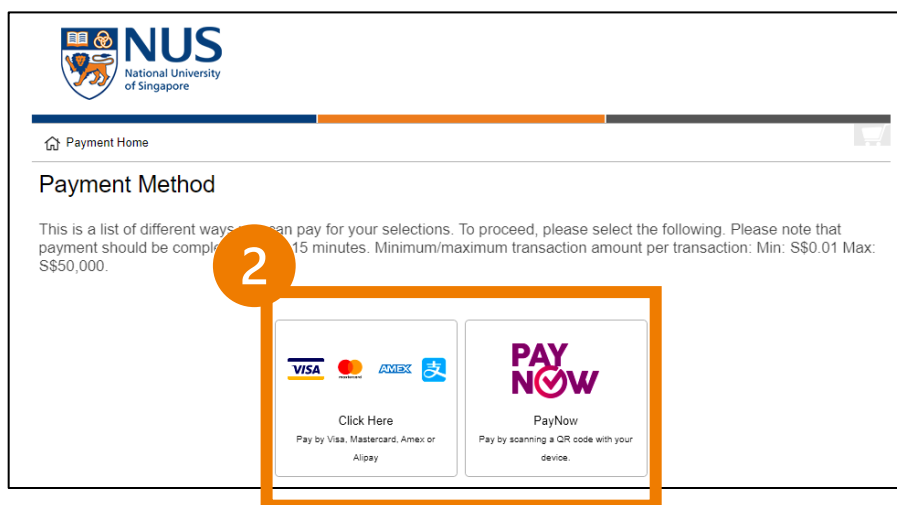 NUS
National University
of Singapore
Payment Home
Payment Method
This is a list of different ways can pay for your selections. To proceed, please select the following. Please note that
payment should be 15 minutes. Minimum/maximum transaction amount per transaction: Min: S$0.01 Max:
S$50,000.
2
VISA mastercard AMEX 支
Click Here
Pay by Visa, Mastercard, Amex or
Alipay
PAY
NOW
PayNow
Pay by scanning a QR code with your
device.